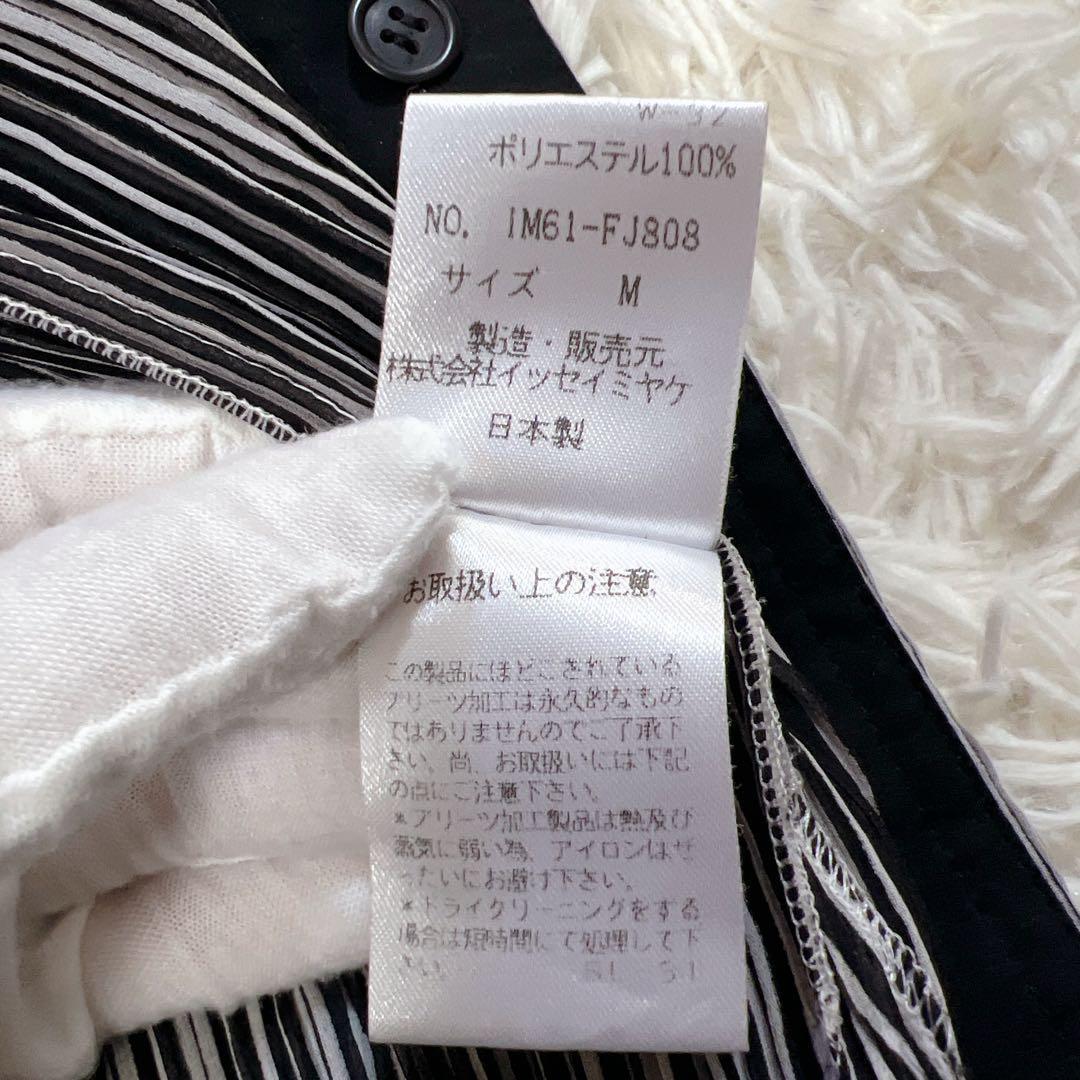 W-32
ポリエステル100%
NO. IM61-FJ808
サイズ M
製造・販売元
株式会社イッセイミヤケ
日本製
お取扱い上の注意
この製品にほどこされている
プリーツ加工は永久的なもの
ではありませんのでご了承下
さい。尚、お取扱いには下記
の点にご注意下さい。
*プリーツ加工製品は熱及び
蒸気に弱い為、アイロンはぜ
ったいにお避け下さい。
*ドライクリーニングをする
場合は短時間にて処理して下
さい。